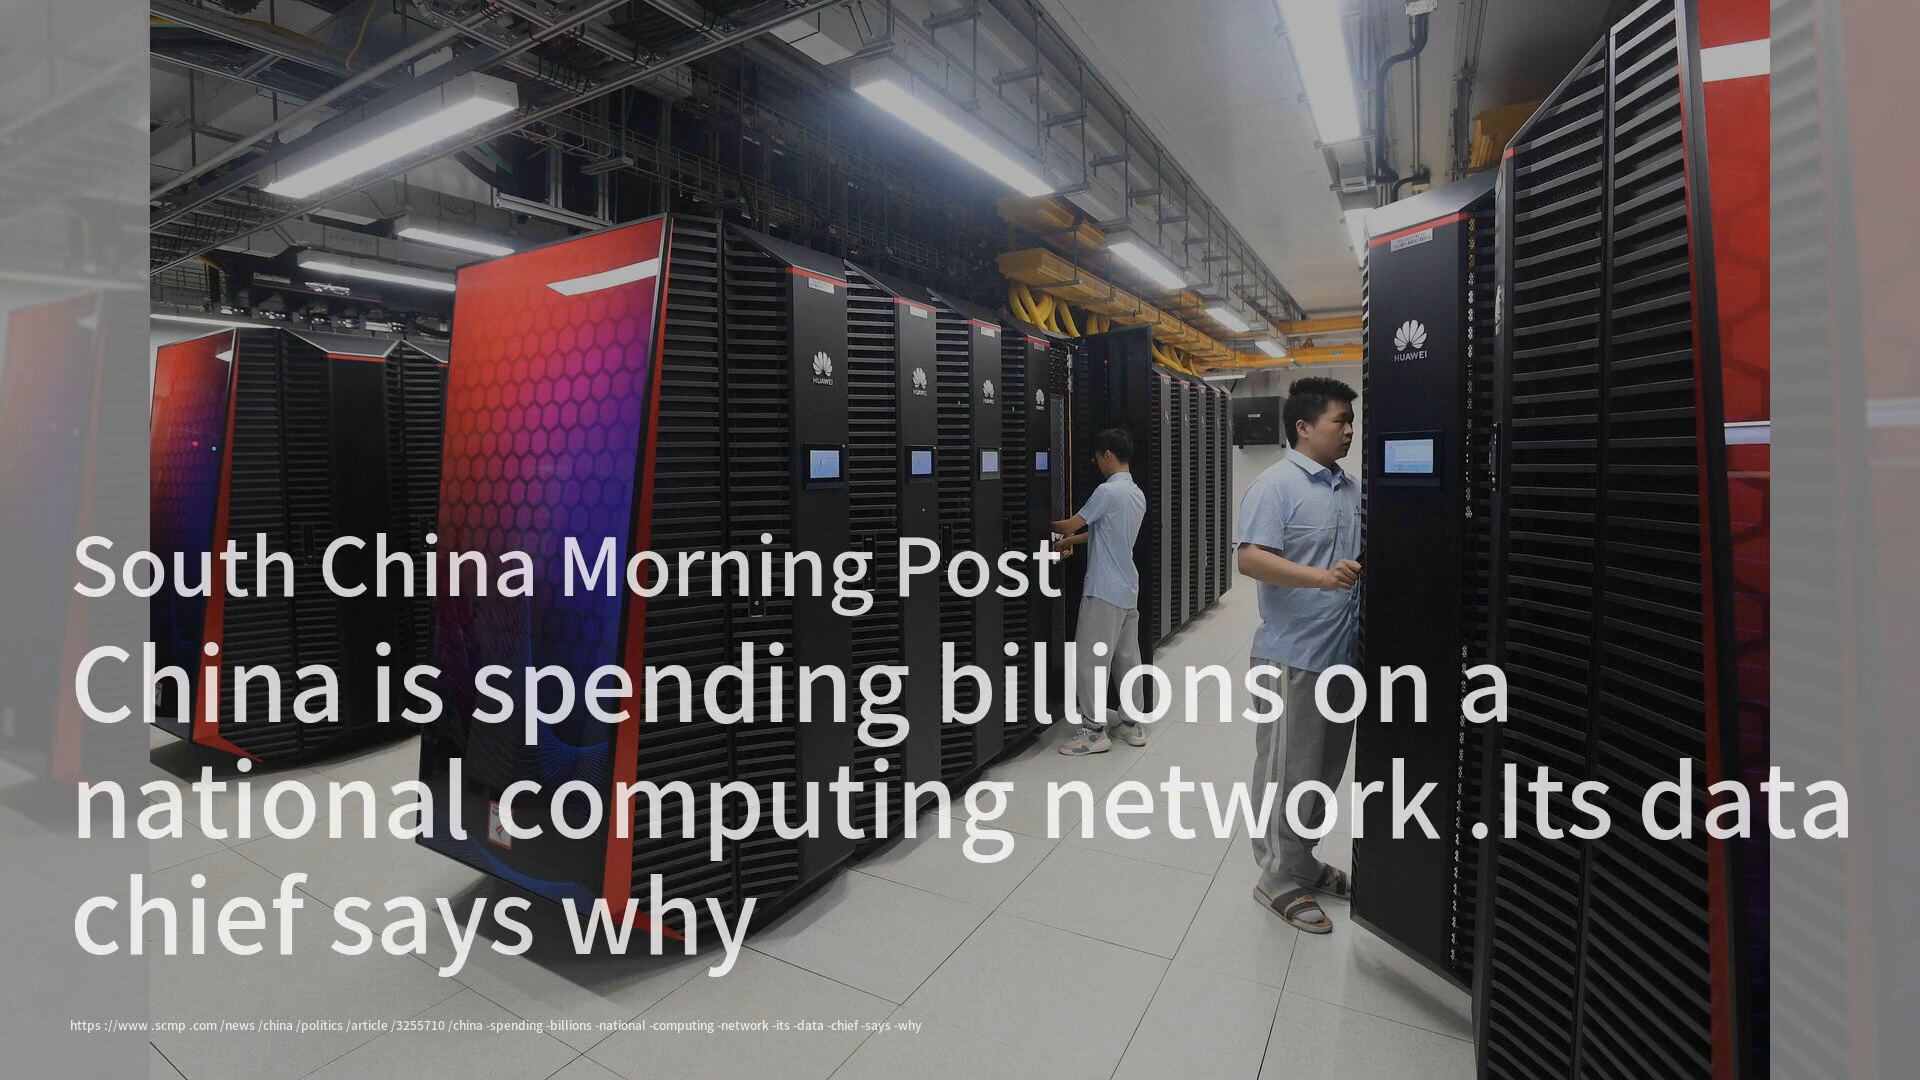 HUAWEI
HUAWEI
HUAWEI
HUAWEI
South China Morning Post
China is spending billions on a
national computing network .Its data
chief says why
https ://www .scmp .com /news /china /politics /article /3255710 /china -spending -billions -national -computing -network -its -data -chief -says -why